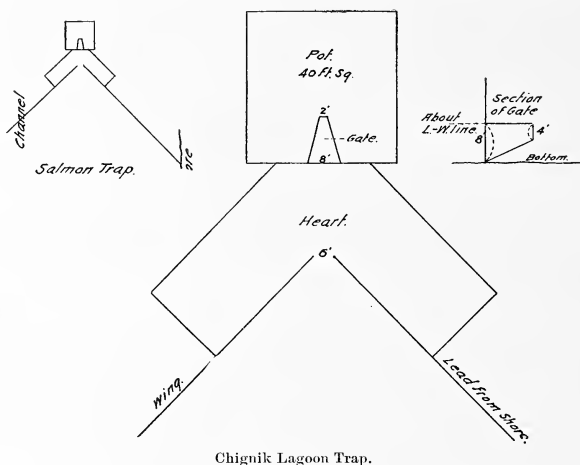 Channel
Salmon Trap.
Pot.
40 ft. Sq.
2'
Gate.
8'
Heart.
6'
Wing.
Lead from Shore.
Section
of Gate
About
L.-W. line.
8'
4'
Bottom.
Chignik Lagoon Trap.